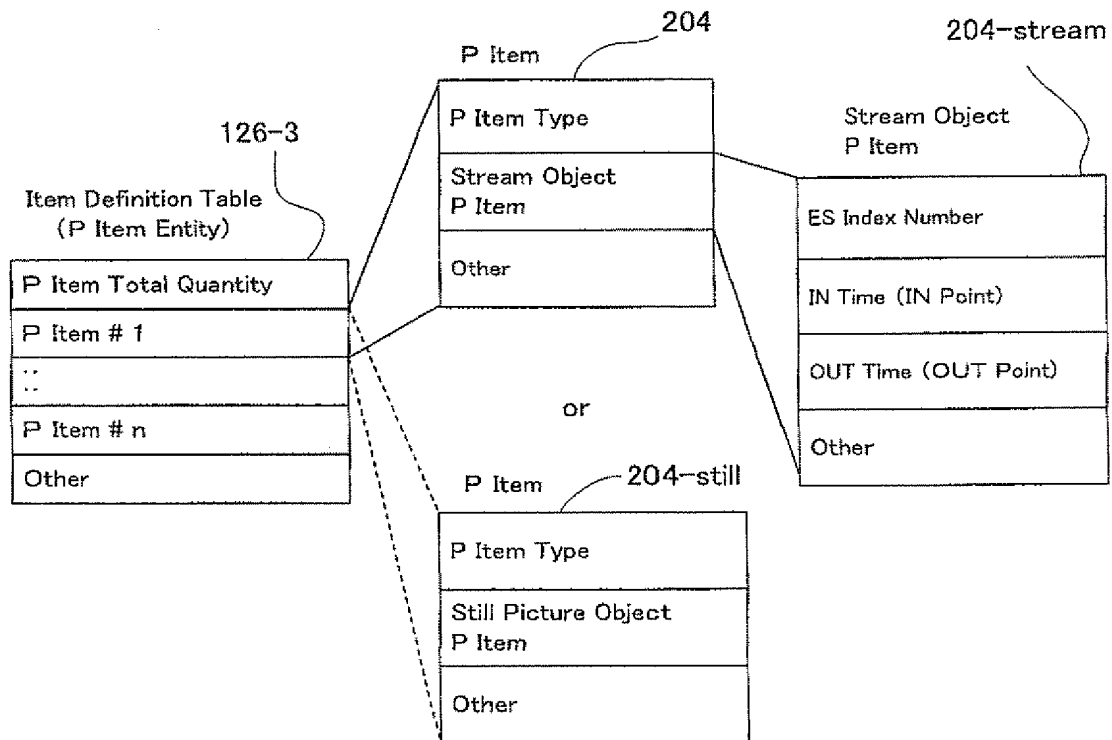 204
P Item
P Item Type
Stream Object
P Item
Other
204-stream
Stream Object
P Item
ES Index Number
IN Time (IN Point)
OUT Time (OUT Point)
Other
126-3
Item Definition Table
(P Item Entity)
P Item Total Quantity
P Item # 1
::
P Item # n
Other
or
P Item
204-still
P Item Type
Still Picture Object
P Item
Other